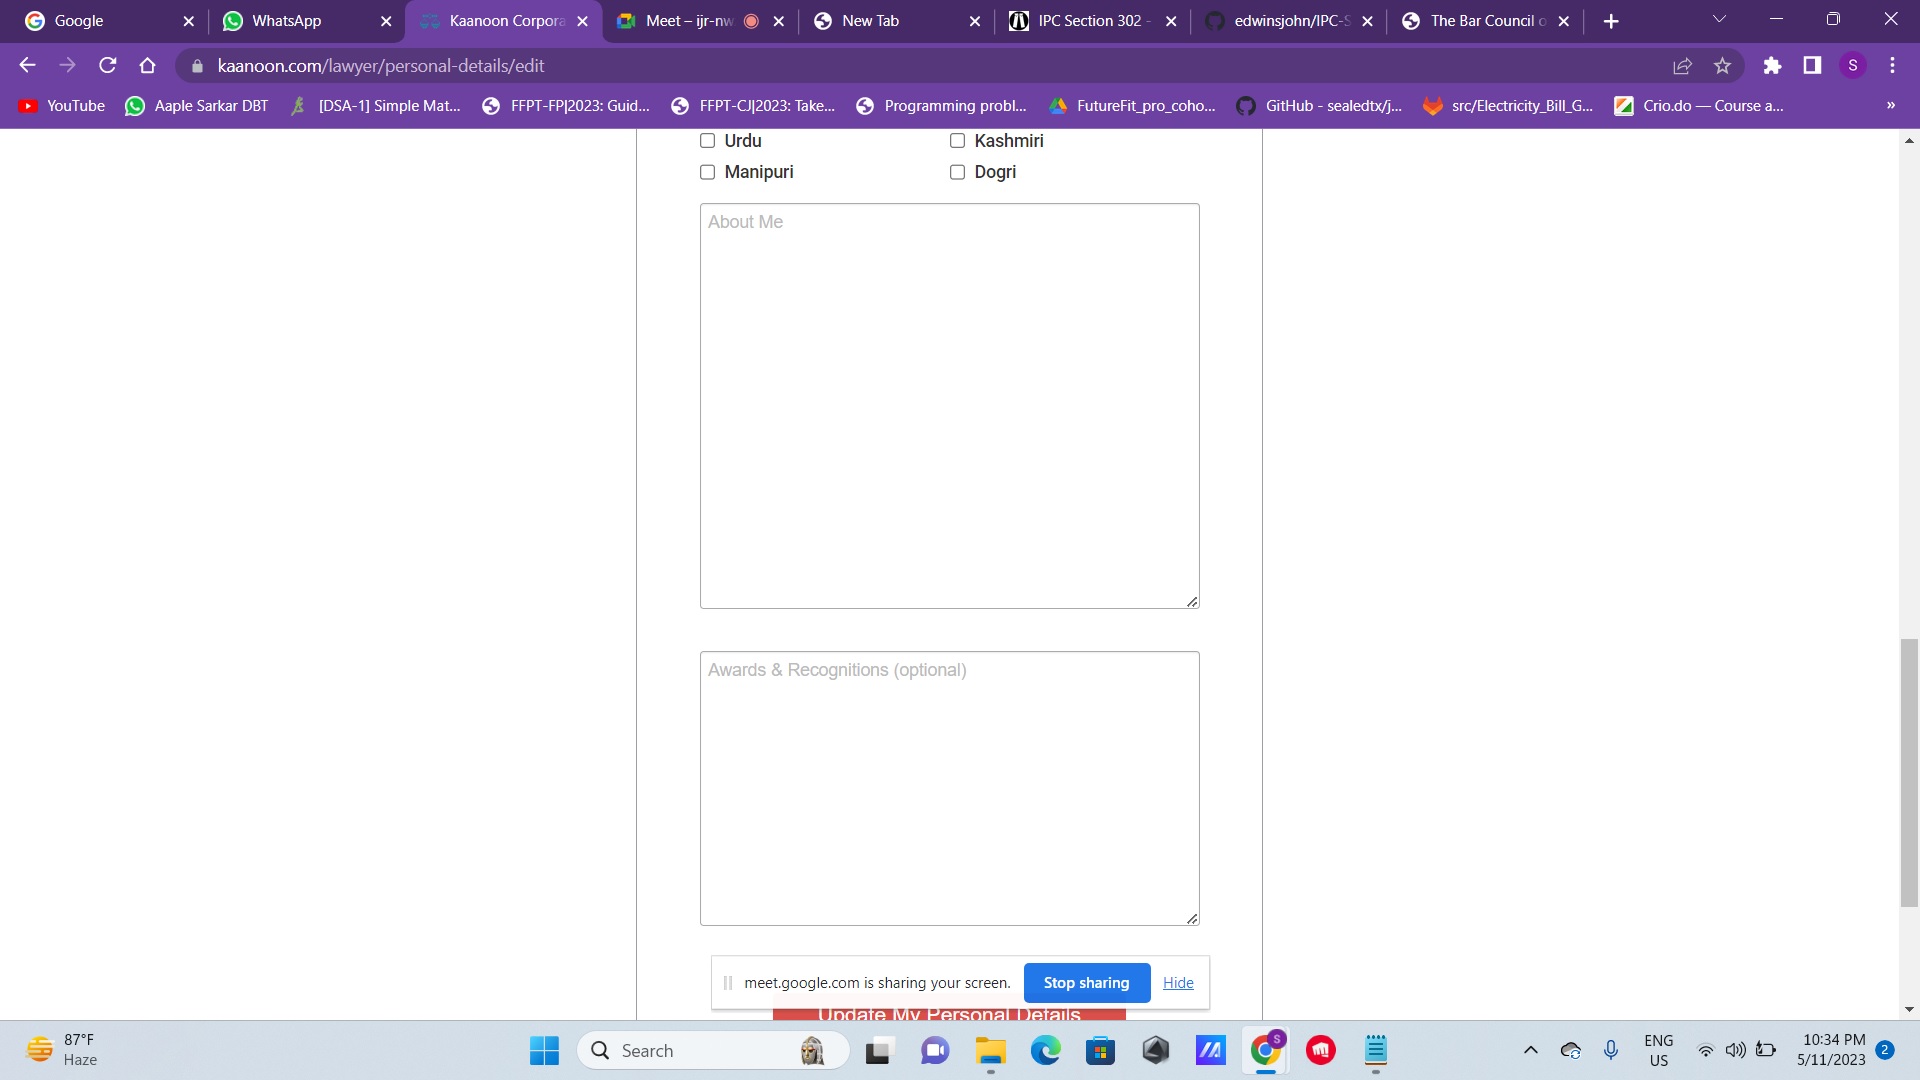 Google
WhatsApp
Kaanoon Corpora
Meet – ijr-nw
New Tab
IPC Section 302 -
edwinsjohn/IPC-S
The Bar Council o
kaanoon.com/lawyer/personal-details/edit
S
YouTube
Aaple Sarkar DBT
[DSA-1] Simple Mat...
FFPT-FP|2023: Guid...
FFPT-CJ|2023: Take...
Programming probl...
FutureFit_pro_coho...
GitHub - sealedtx/j...
src/Electricity_Bill_G...
Crio.do — Course a...
»
Urdu
Kashmiri
Manipuri
Dogri
About Me
Awards & Recognitions (optional)
meet.google.com is sharing your screen.
Stop sharing
Hide
Update My Personal Details
87°F
Haze
Search
S
ENG
US
10:34 PM
5/11/2023
2